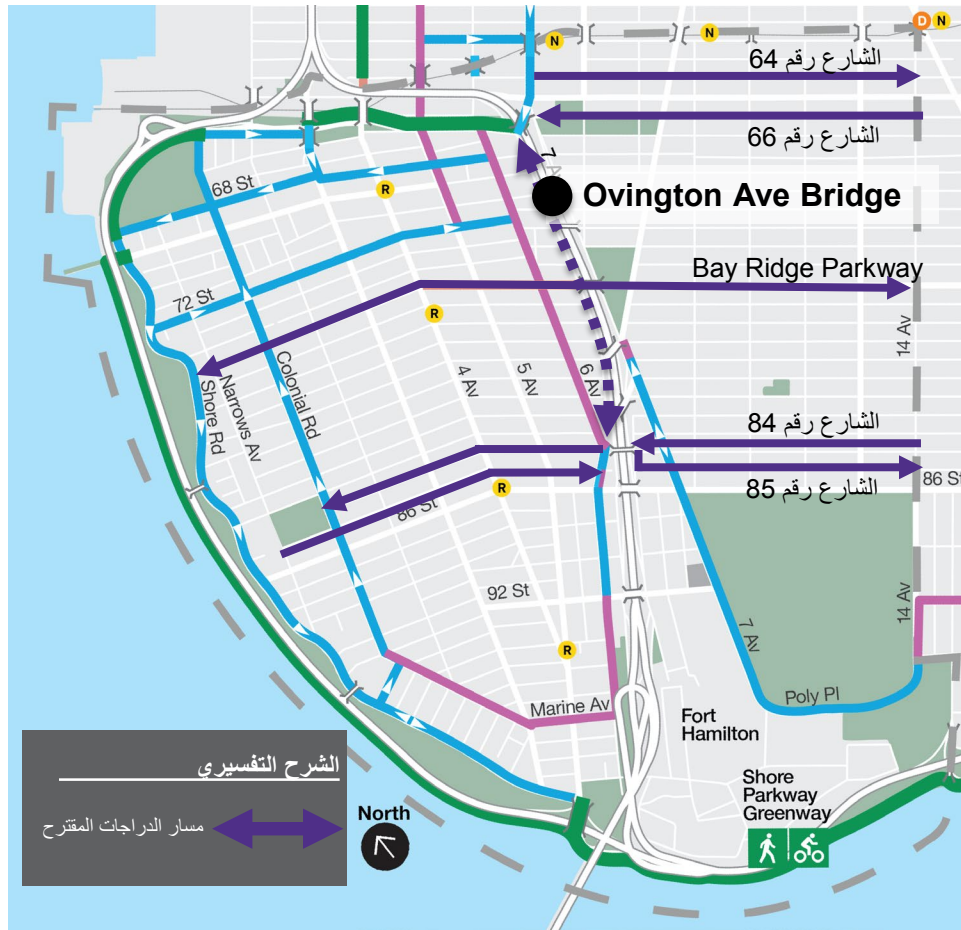 D
N
N
N
الشارع رقم 64
الشارع رقم 66
7 A
Ovington Ave Bridge
68 St
R
Bay Ridge Parkway
72 St
R
14 Av
Colonial Rd
Narrows Av
Shore Rd
4 Av
5 Av
6 Av
الشارع رقم 84
الشارع رقم 85
86 St
R
86 St
92 St
7 Av
14 Av
R
Poly Pl
Marine Av
Fort
Hamilton
الشرح التفسيري
مسار الدراجات المقترح
North
Shore
Parkway
Greenway